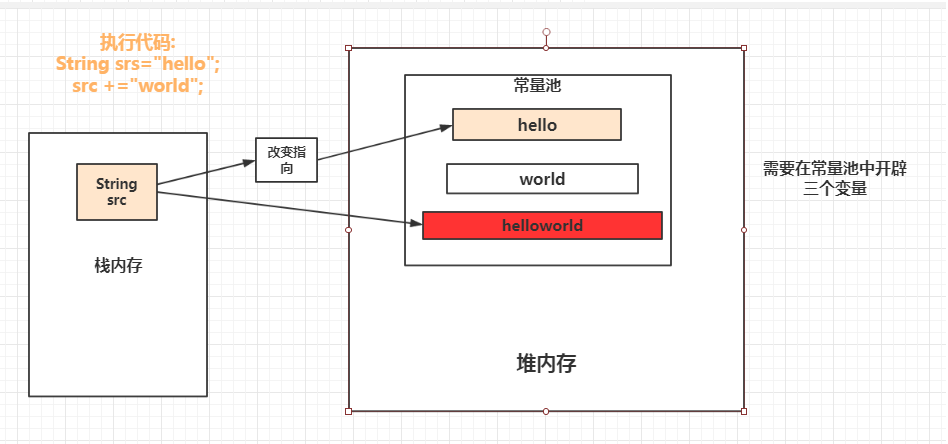 执行代码:
String srs="hello";
src +="world";
常量池
hello
改变指
向
world
String
src
helloworld
需要在常量池中开辟
三个变量
栈内存
堆内存